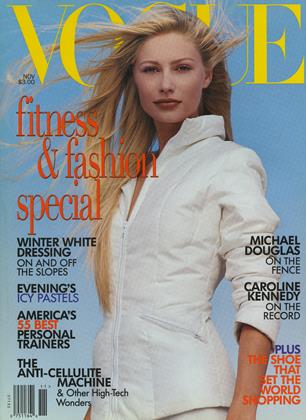 VOGUE
NOV
$3.00
fitness
& fashion
special
WINTER WHITE
DRESSING
ON AND OFF
THE SLOPES
EVENING'S
ICY PASTELS
AMERICA'S
55 BEST
PERSONAL
TRAINERS
THE
ANTI-CELLULITE
MACHINE
& Other High-Tech
Wonders
MICHAEL
DOUGLAS
ON THE
FENCE
CAROLINE
KENNEDY
ON THE
RECORD
PLUS
THE SHOE
THAT
SET THE
WORLD
SHOPPING